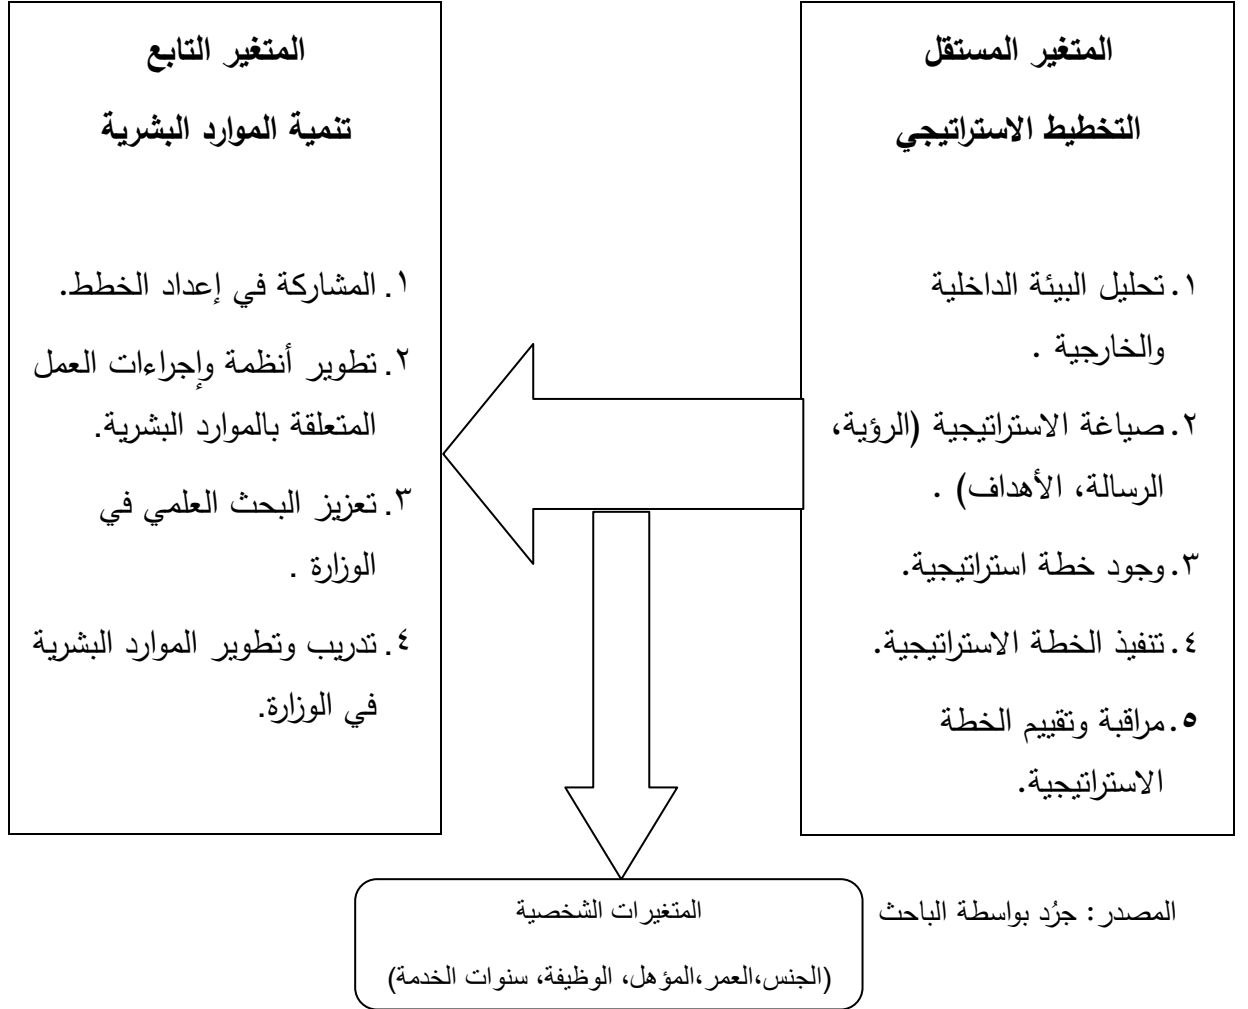 المتغير المستقل
التخطيط الاستراتيجي
١. تحليل البيئة الداخلية
والخارجية .
٢. صياغة الاستراتيجية (الرؤية،
الرسالة، الأهداف) .
٣. وجود خطة استراتيجية.
٤. تنفيذ الخطة الاستراتيجية.
٥. مراقبة وتقييم الخطة
الاستراتيجية.
المتغير التابع
تنمية الموارد البشرية
١. المشاركة في إعداد الخطط.
٢. تطوير أنظمة وإجراءات العمل
المتعلقة بالموارد البشرية.
٣. تعزيز البحث العلمي في
الوزارة .
٤. تدريب وتطوير الموارد البشرية
في الوزارة.
المصدر: جرُد بواسطة الباحث
المتغيرات الشخصية
(الجنس،العمر،المؤهل، الوظيفة، سنوات الخدمة)